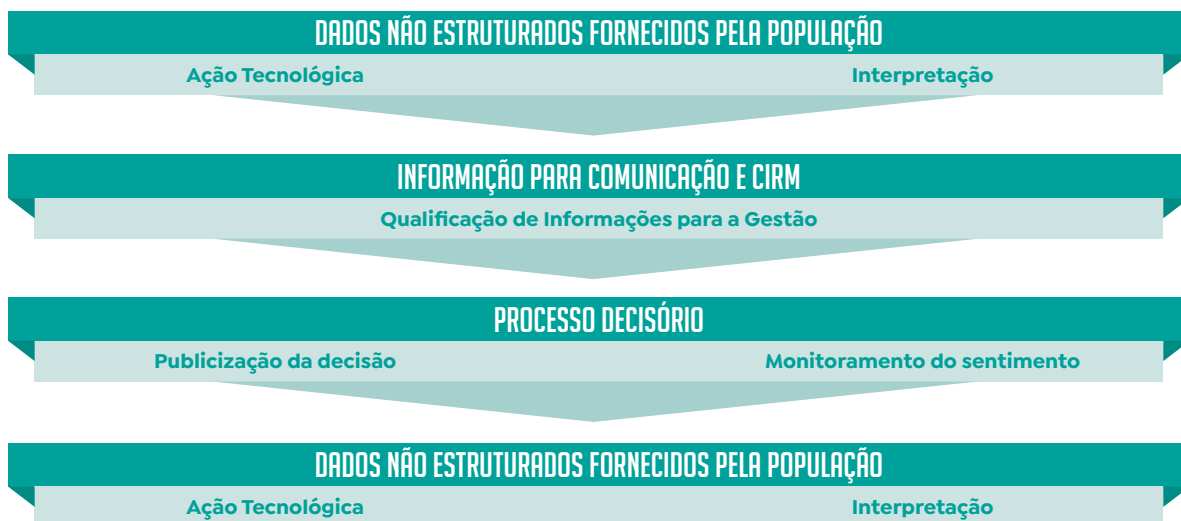 DADOS NÃO ESTRUTURADOS FORNECIDOS PELA POPULAÇÃO
Ação Tecnológica Interpretação
INFORMAÇÃO PARA COMUNICAÇÃO E CIRM
Qualificação de Informações para a Gestão
PROCESSO DECISÓRIO
Publicização da decisão Monitoramento do sentimento
DADOS NÃO ESTRUTURADOS FORNECIDOS PELA POPULAÇÃO
Ação Tecnológica Interpretação